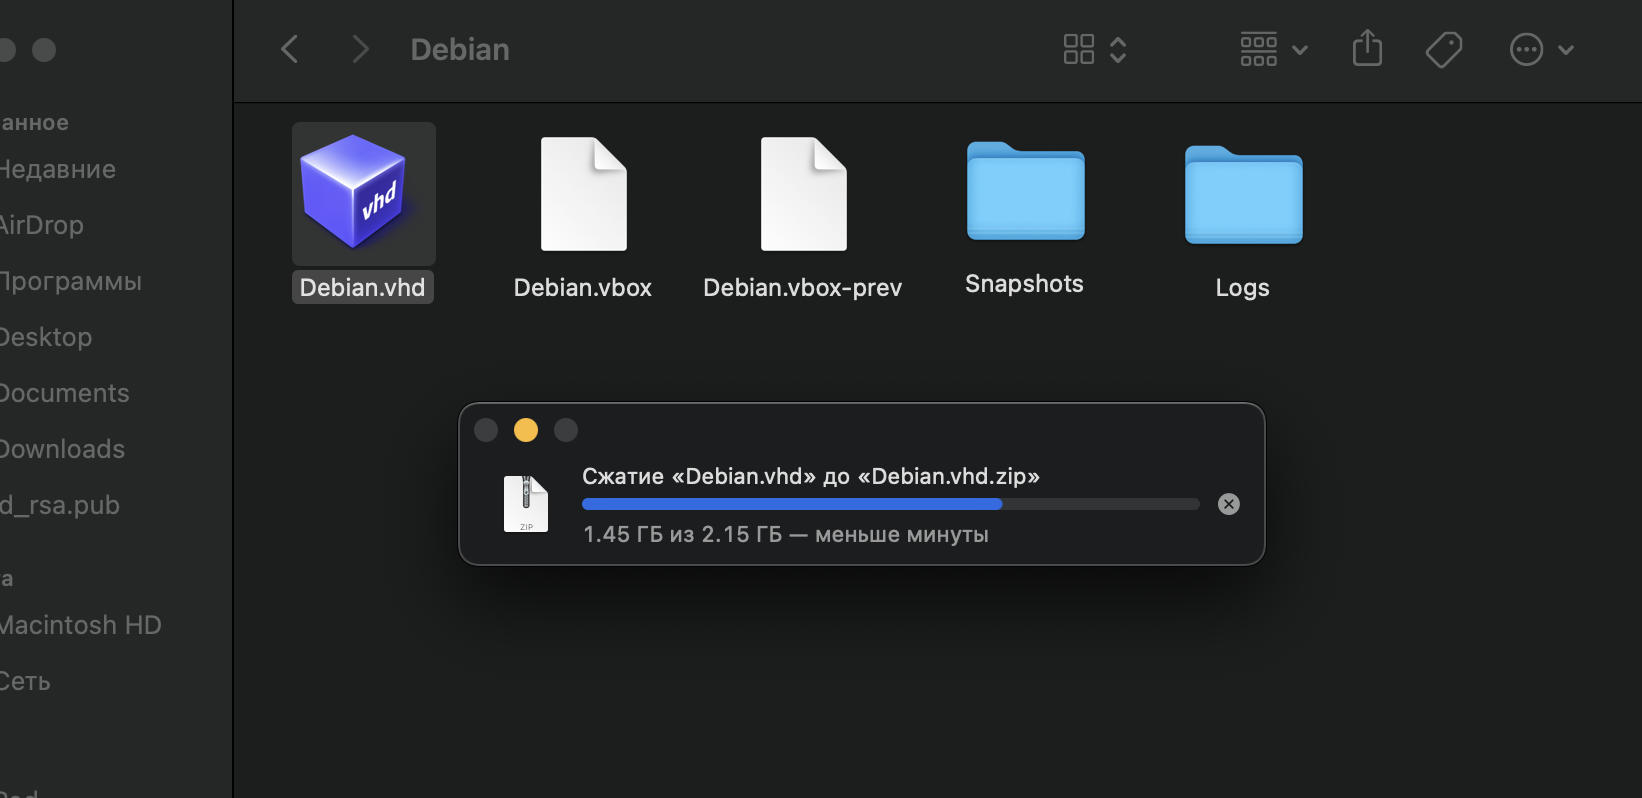 Debian
анное
Недавние
AirDrop
Программы
Desktop
Documents
Downloads
d_rsa.pub
та
Macintosh HD
Сеть
Red
vhd
Debian.vhd
Debian.vbox
Debian.vbox-prev
Snapshots
Logs
Сжатие «Debian.vhd» до «Debian.vhd.zip»
ZIP
1.45 ГБ из 2.15 ГБ — меньше минуты